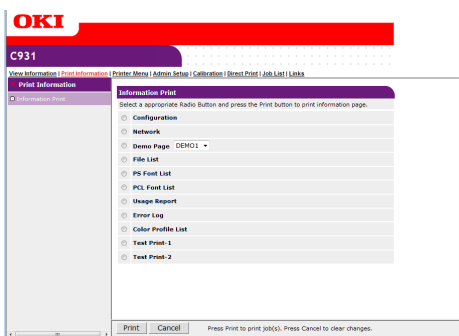 OKI
C931
View Information | Print Information | Printer Menu | Admin Setup | Calibration | Direct Print | Job List | Links
Print Information
Information Print
Information Print
Select a appropriate Radio Button and press the Print button to print information page.
Configuration
Network
Demo Page DEMO1
File List
PS Font List
PCL Font List
Usage Report
Error Log
Color Profile List
Test Print-1
Test Print-2
Print Cancel Press Print to print job(s). Press Cancel to clear changes.